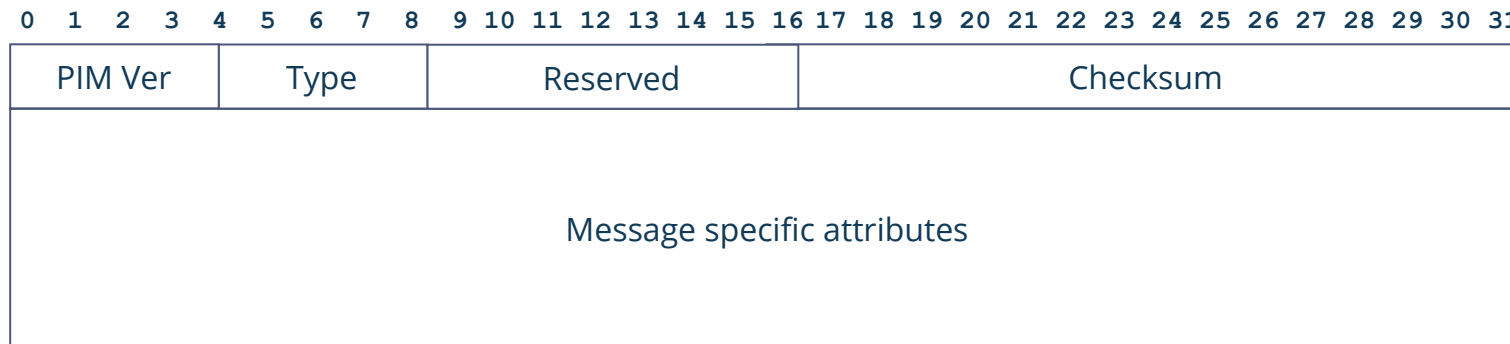 0 1 2 3 4 5 6 7 8 9 10 11 12 13 14 15 16 17 18 19 20 21 22 23 24 25 26 27 28 29 30 31
PIM Ver Type Reserved Checksum
Message specific attributes